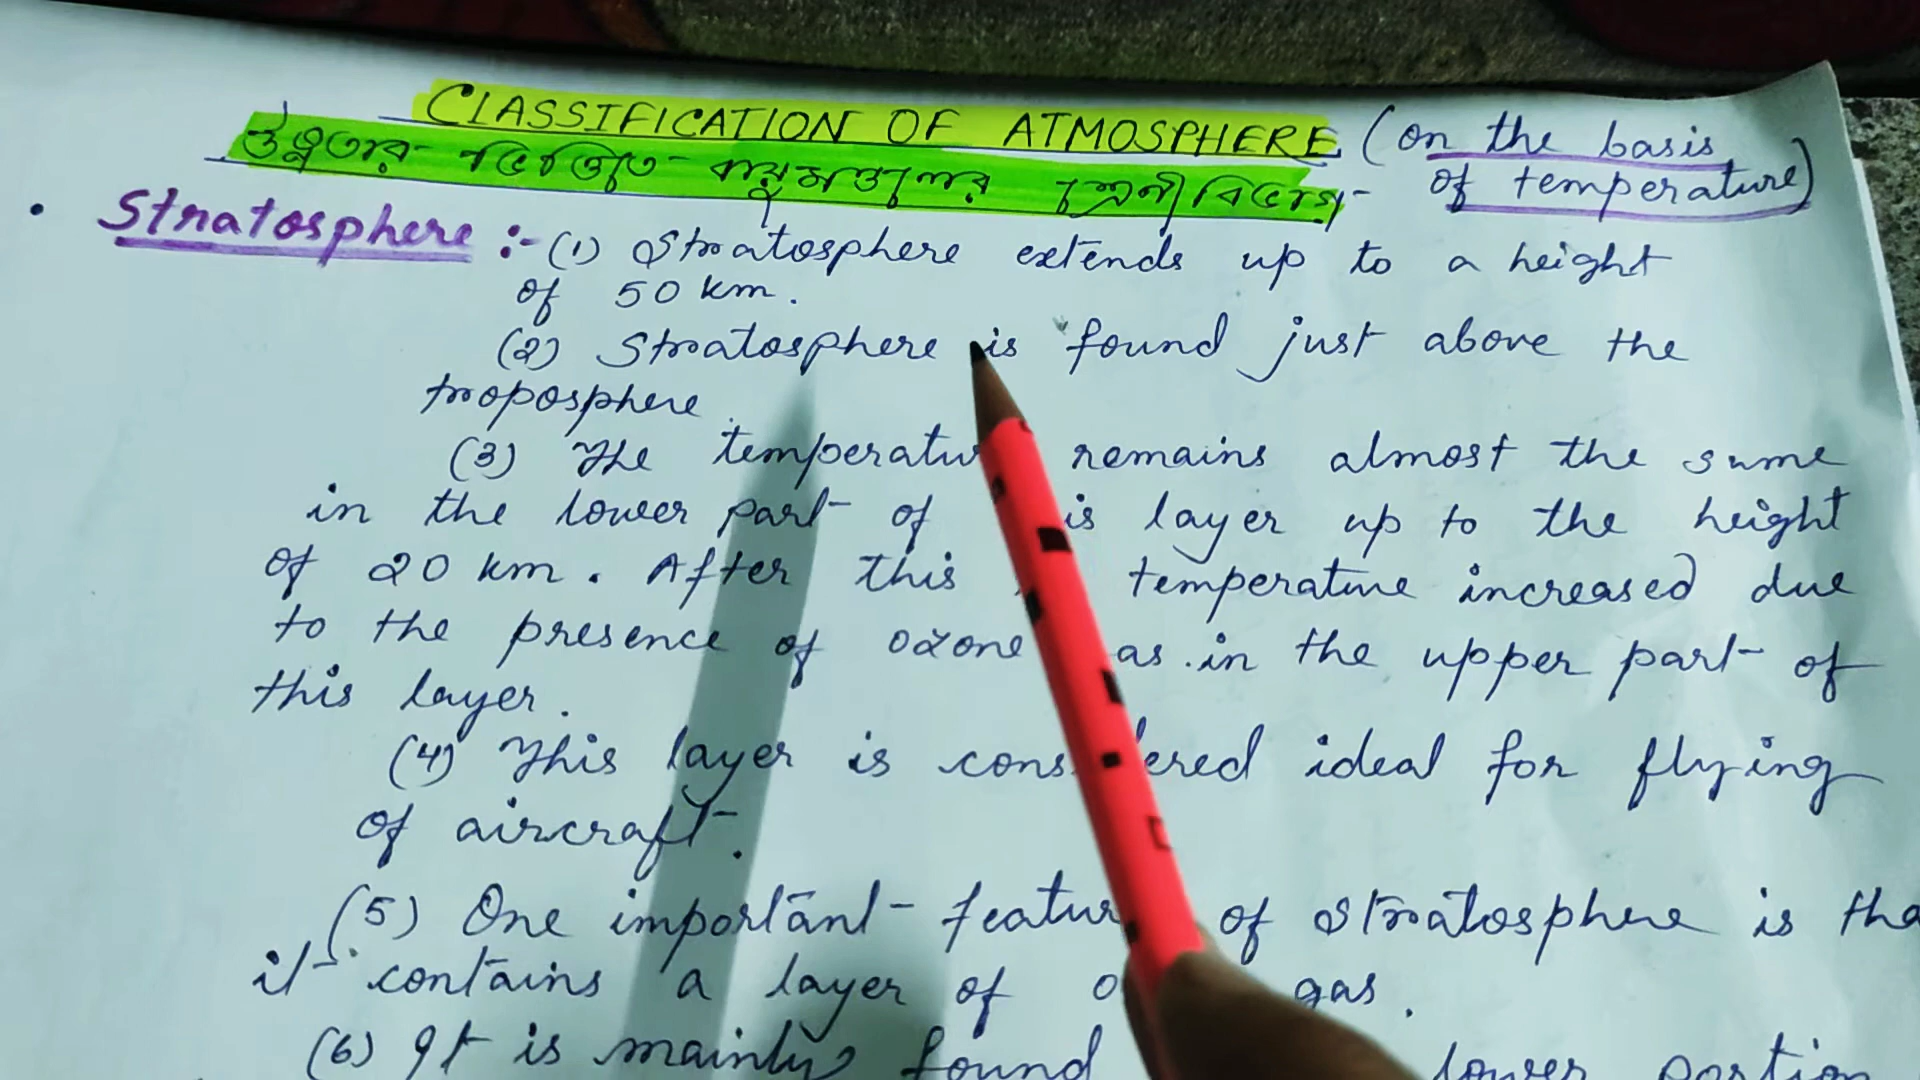 CLASSIFICATION OF ATMOSPHERE (on the basis
of temperature)
উষ্ণতার ভিত্তিতে বায়ুমণ্ডলের শ্রেণীবিভাগ
• Stratosphere :- (1) Stratosphere extends up to a height
of 50 km.
(2) Stratosphere is found just above the
troposphere
(3) The temperatu remains almost the same
in the lower part of is layer up to the height
of 20 km. After this temperature increased due
to the presence of ozone as in the upper part of
this layer.
(4) This layer is cons ered ideal for flying
of aircraft.
(5) One important featur of stratosphere is tha
it contains a layer of o gas.
(6) It is mainly found lower portion